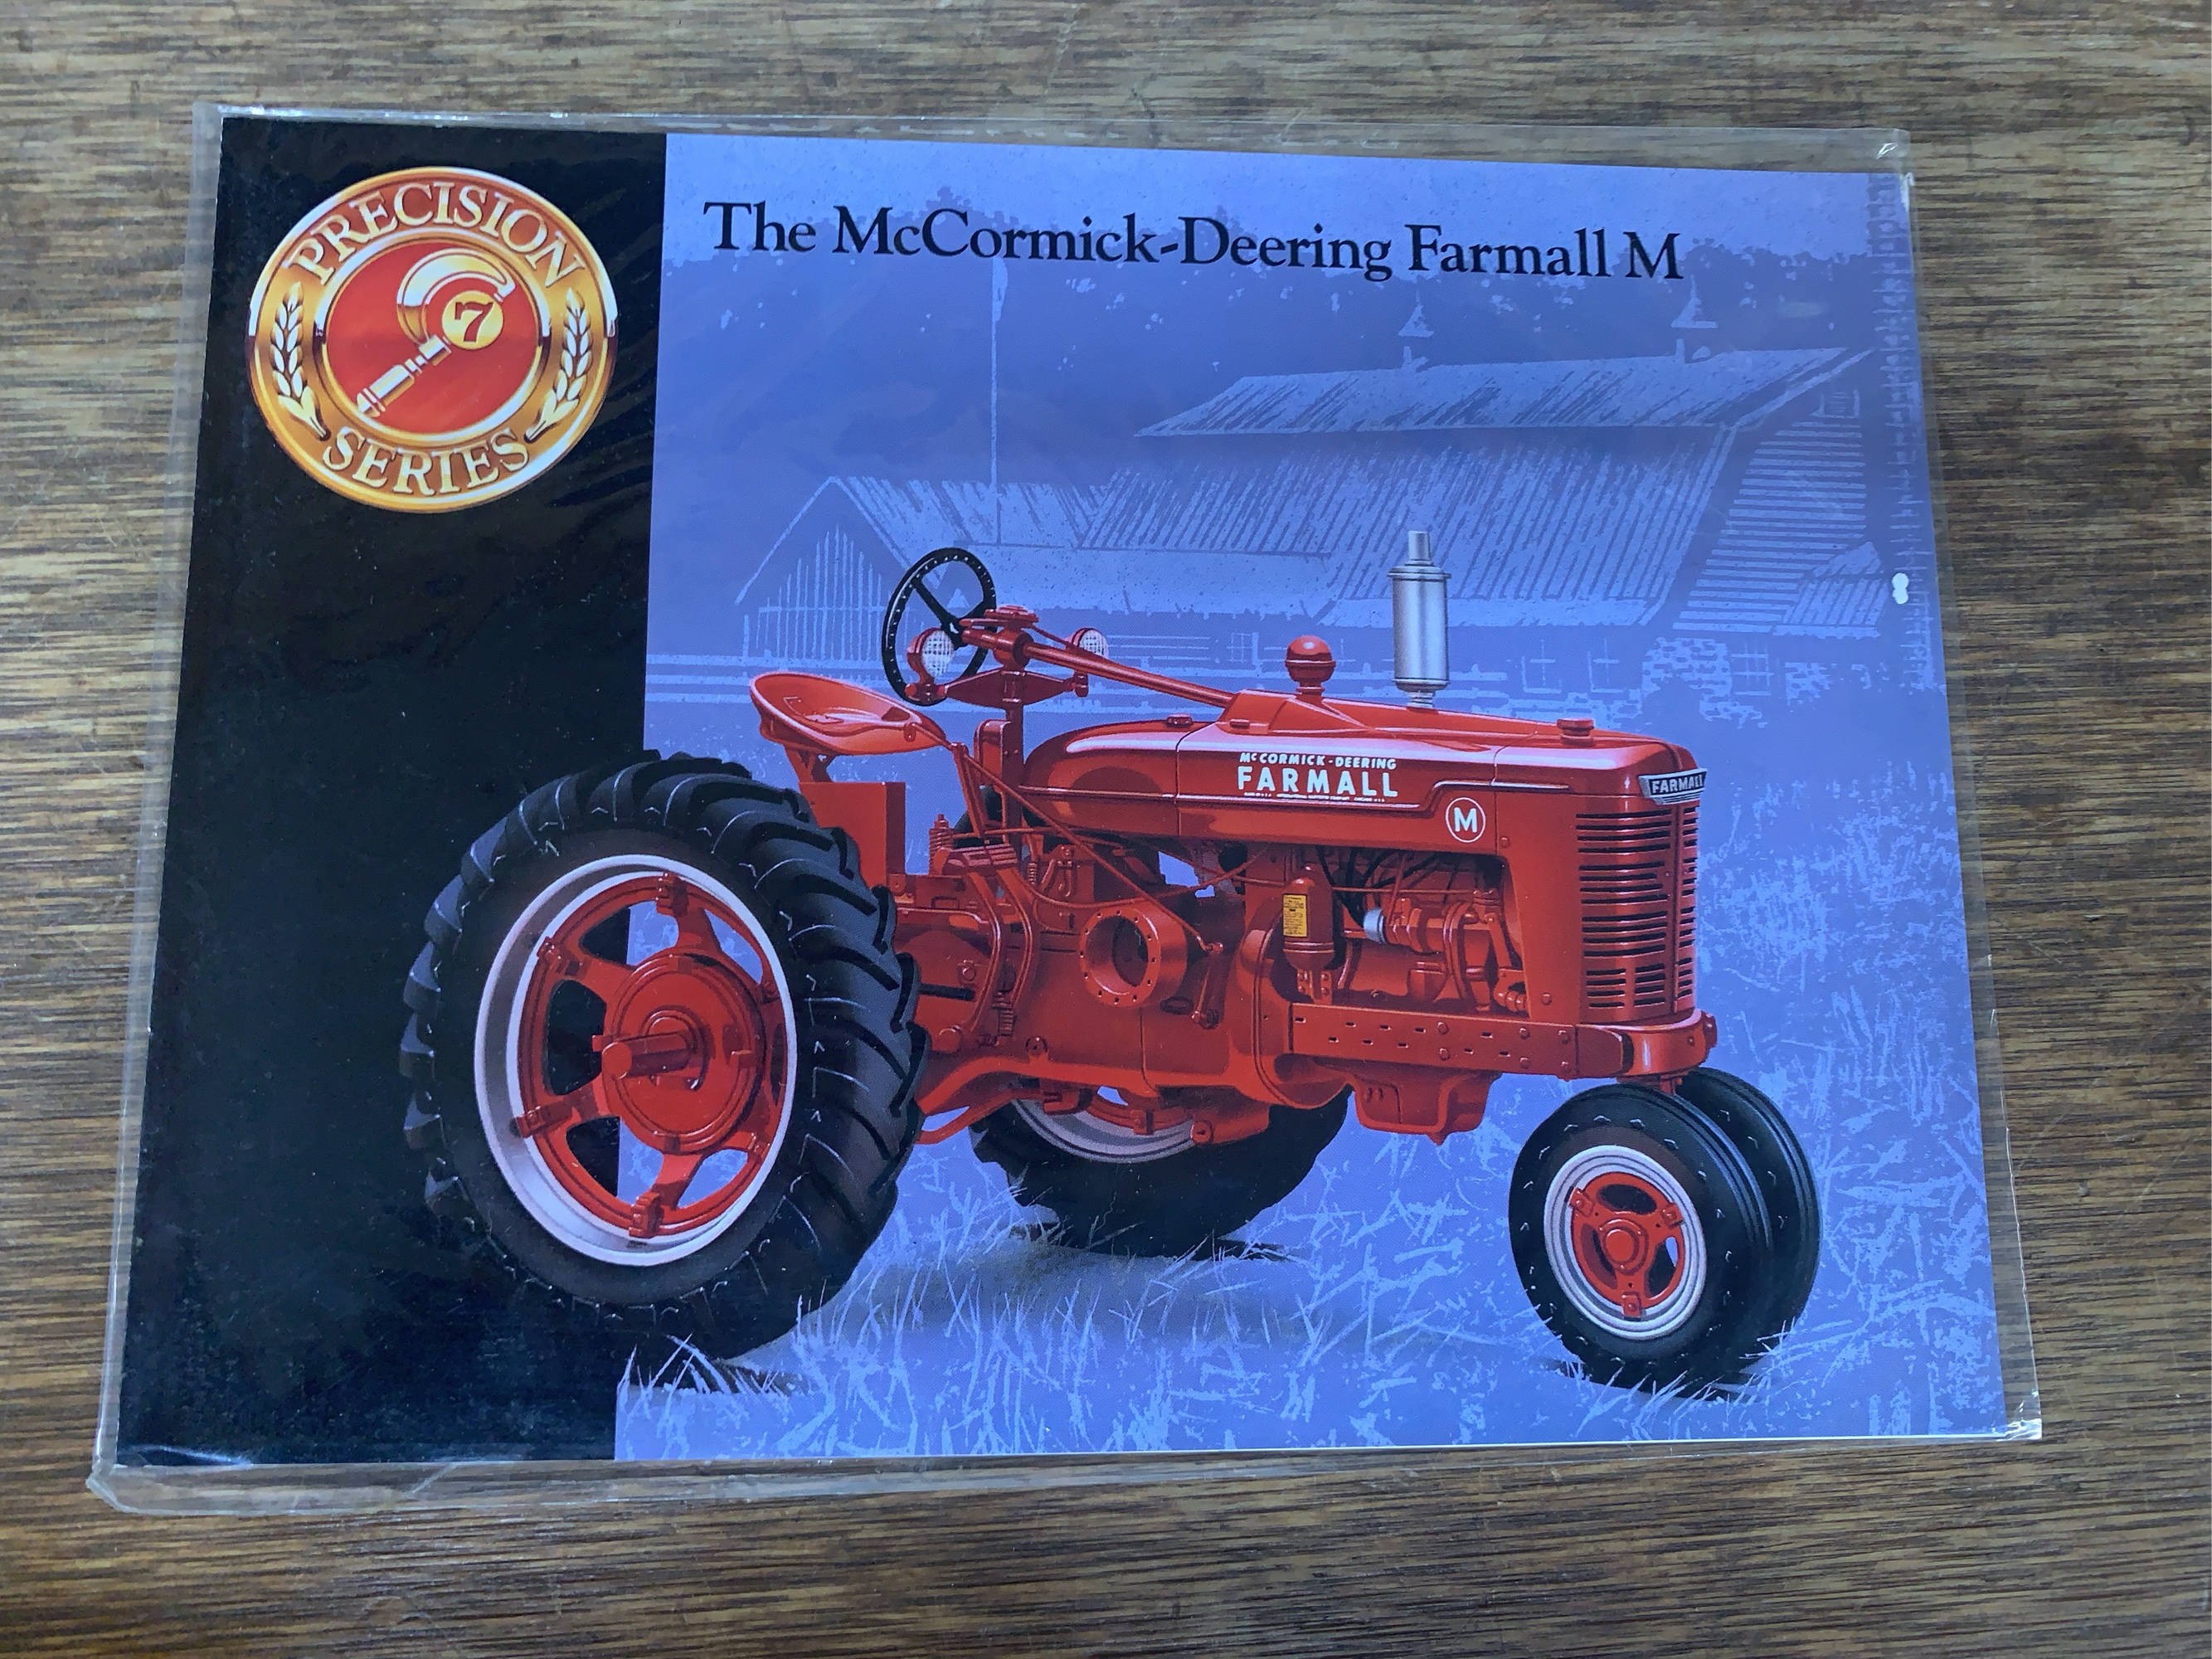 PRECISION
7
SERIES
The McCormick-Deering Farmall M
McCORMICK-DEERING
FARMALL
M
FARMALL